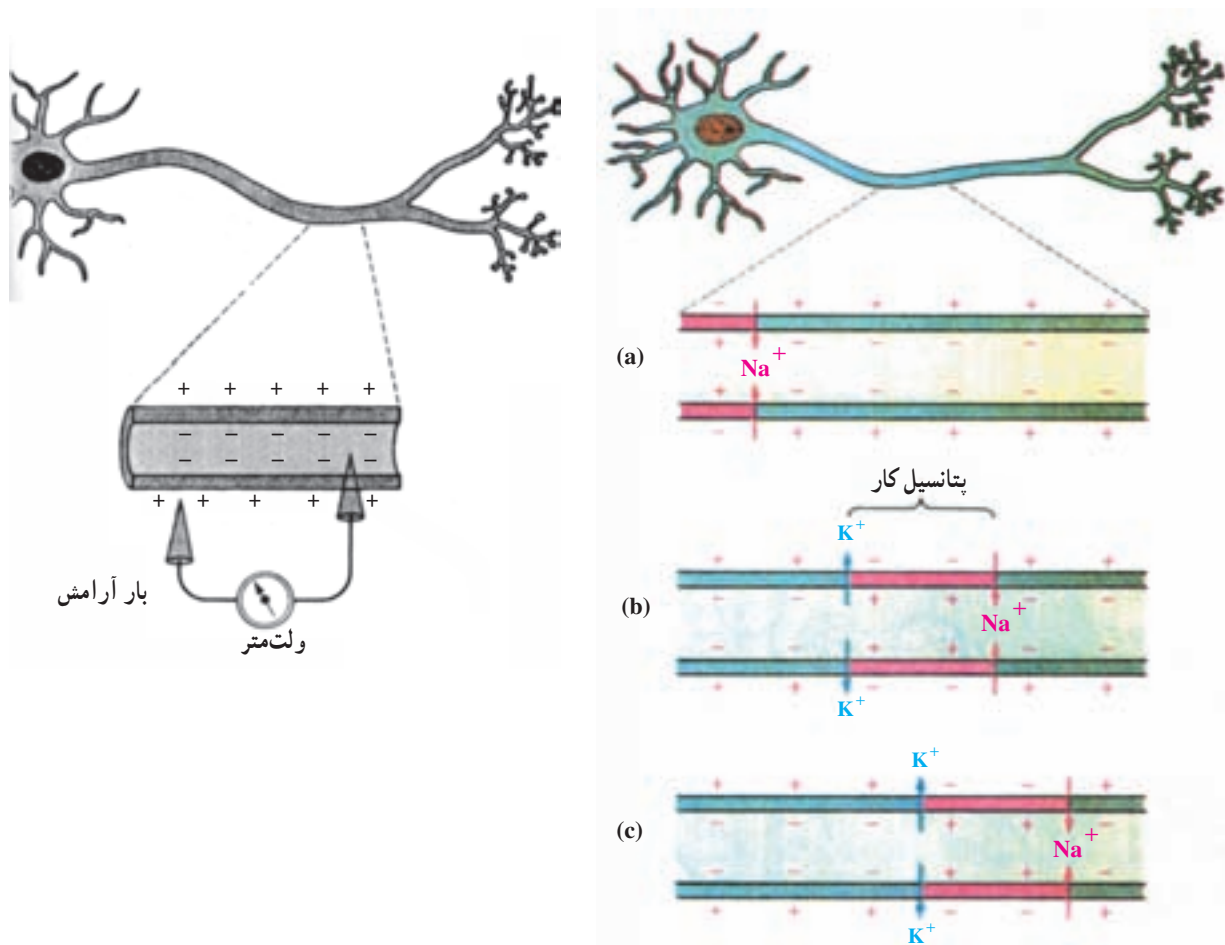 + + + + +
− − − − −
− − − − −
+ + + + +
بار آرامش
ولت‌متر
− + + + + +
+ − − − − −
(a)
Na+
+ − − − − −
− + + + + +
پتانسیل کار
K+
+ + − − + +
− − + + − −
(b)
Na+
− − + + − −
+ + − − + +
K+
K+
+ + + − − +
− − − + + −
(c)
Na+
− − − + + −
+ + + − − +
K+